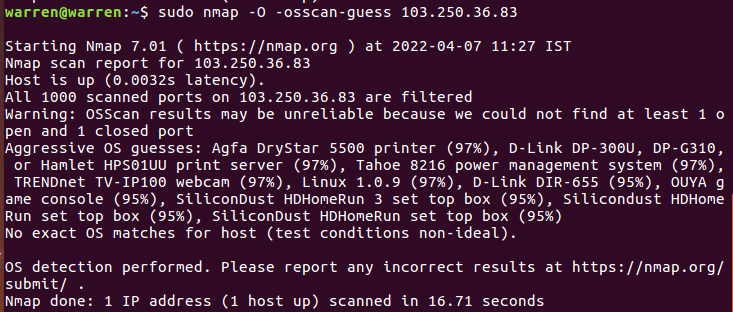 warren@warren:~$ sudo nmap -O -osscan-guess 103.250.36.83
Starting Nmap 7.01 ( https://nmap.org ) at 2022-04-07 11:27 IST
Nmap scan report for 103.250.36.83
Host is up (0.0032s latency).
All 1000 scanned ports on 103.250.36.83 are filtered
Warning: OSScan results may be unreliable because we could not find at least 1 o
pen and 1 closed port
Aggressive OS guesses: Agfa DryStar 5500 printer (97%), D-Link DP-300U, DP-G310,
 or Hamlet HPS01UU print server (97%), Tahoe 8216 power management system (97%),
 TRENDnet TV-IP100 webcam (97%), Linux 1.0.9 (97%), D-Link DIR-655 (95%), OUYA g
ame console (95%), SiliconDust HDHomeRun 3 set top box (95%), Silicondust HDHome
Run set top box (95%), SiliconDust HDHomeRun set top box (95%)
No exact OS matches for host (test conditions non-ideal).
OS detection performed. Please report any incorrect results at https://nmap.org/
submit/ .
Nmap done: 1 IP address (1 host up) scanned in 16.71 seconds